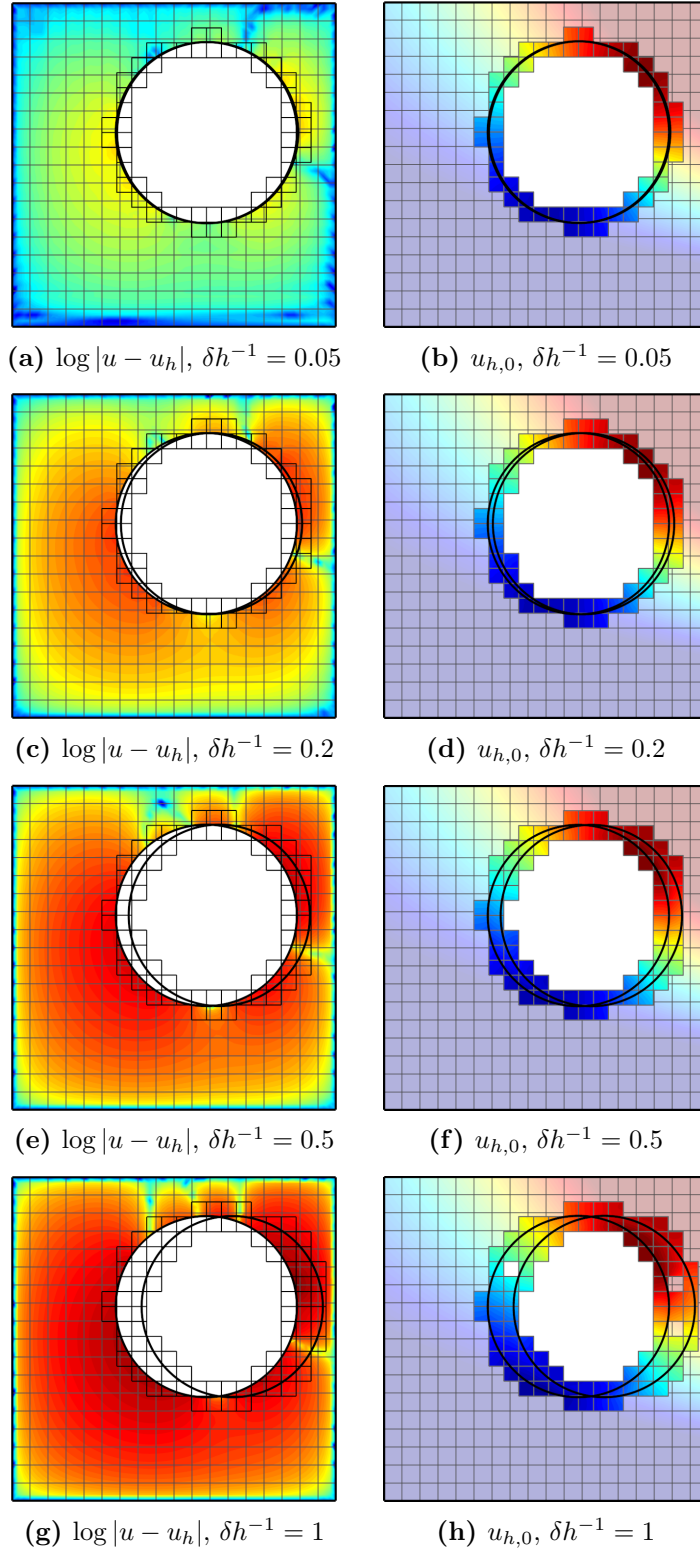 (a) log |u − u_h|, δh⁻¹ = 0.05
(b) u_{h,0}, δh⁻¹ = 0.05
(c) log |u − u_h|, δh⁻¹ = 0.2
(d) u_{h,0}, δh⁻¹ = 0.2
(e) log |u − u_h|, δh⁻¹ = 0.5
(f) u_{h,0}, δh⁻¹ = 0.5
(g) log |u − u_h|, δh⁻¹ = 1
(h) u_{h,0}, δh⁻¹ = 1